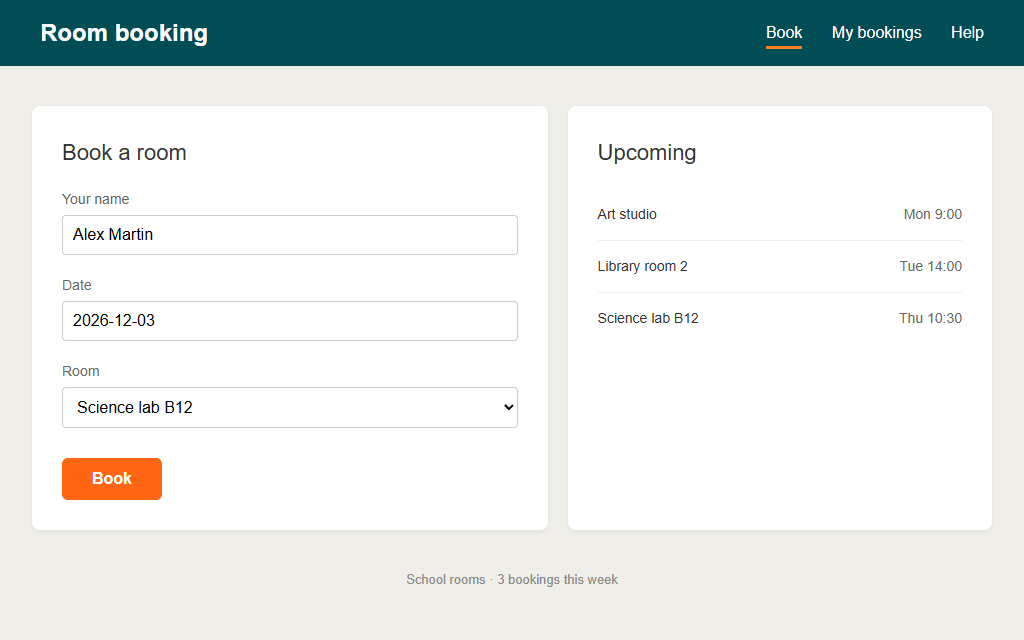 Room booking
Book
My bookings
Help
Book a room
Your name
Alex Martin
Date
2026-12-03
Room
Science lab B12
Book
Upcoming
Art studio Mon 9:00
Library room 2 Tue 14:00
Science lab B12 Thu 10:30
School rooms · 3 bookings this week